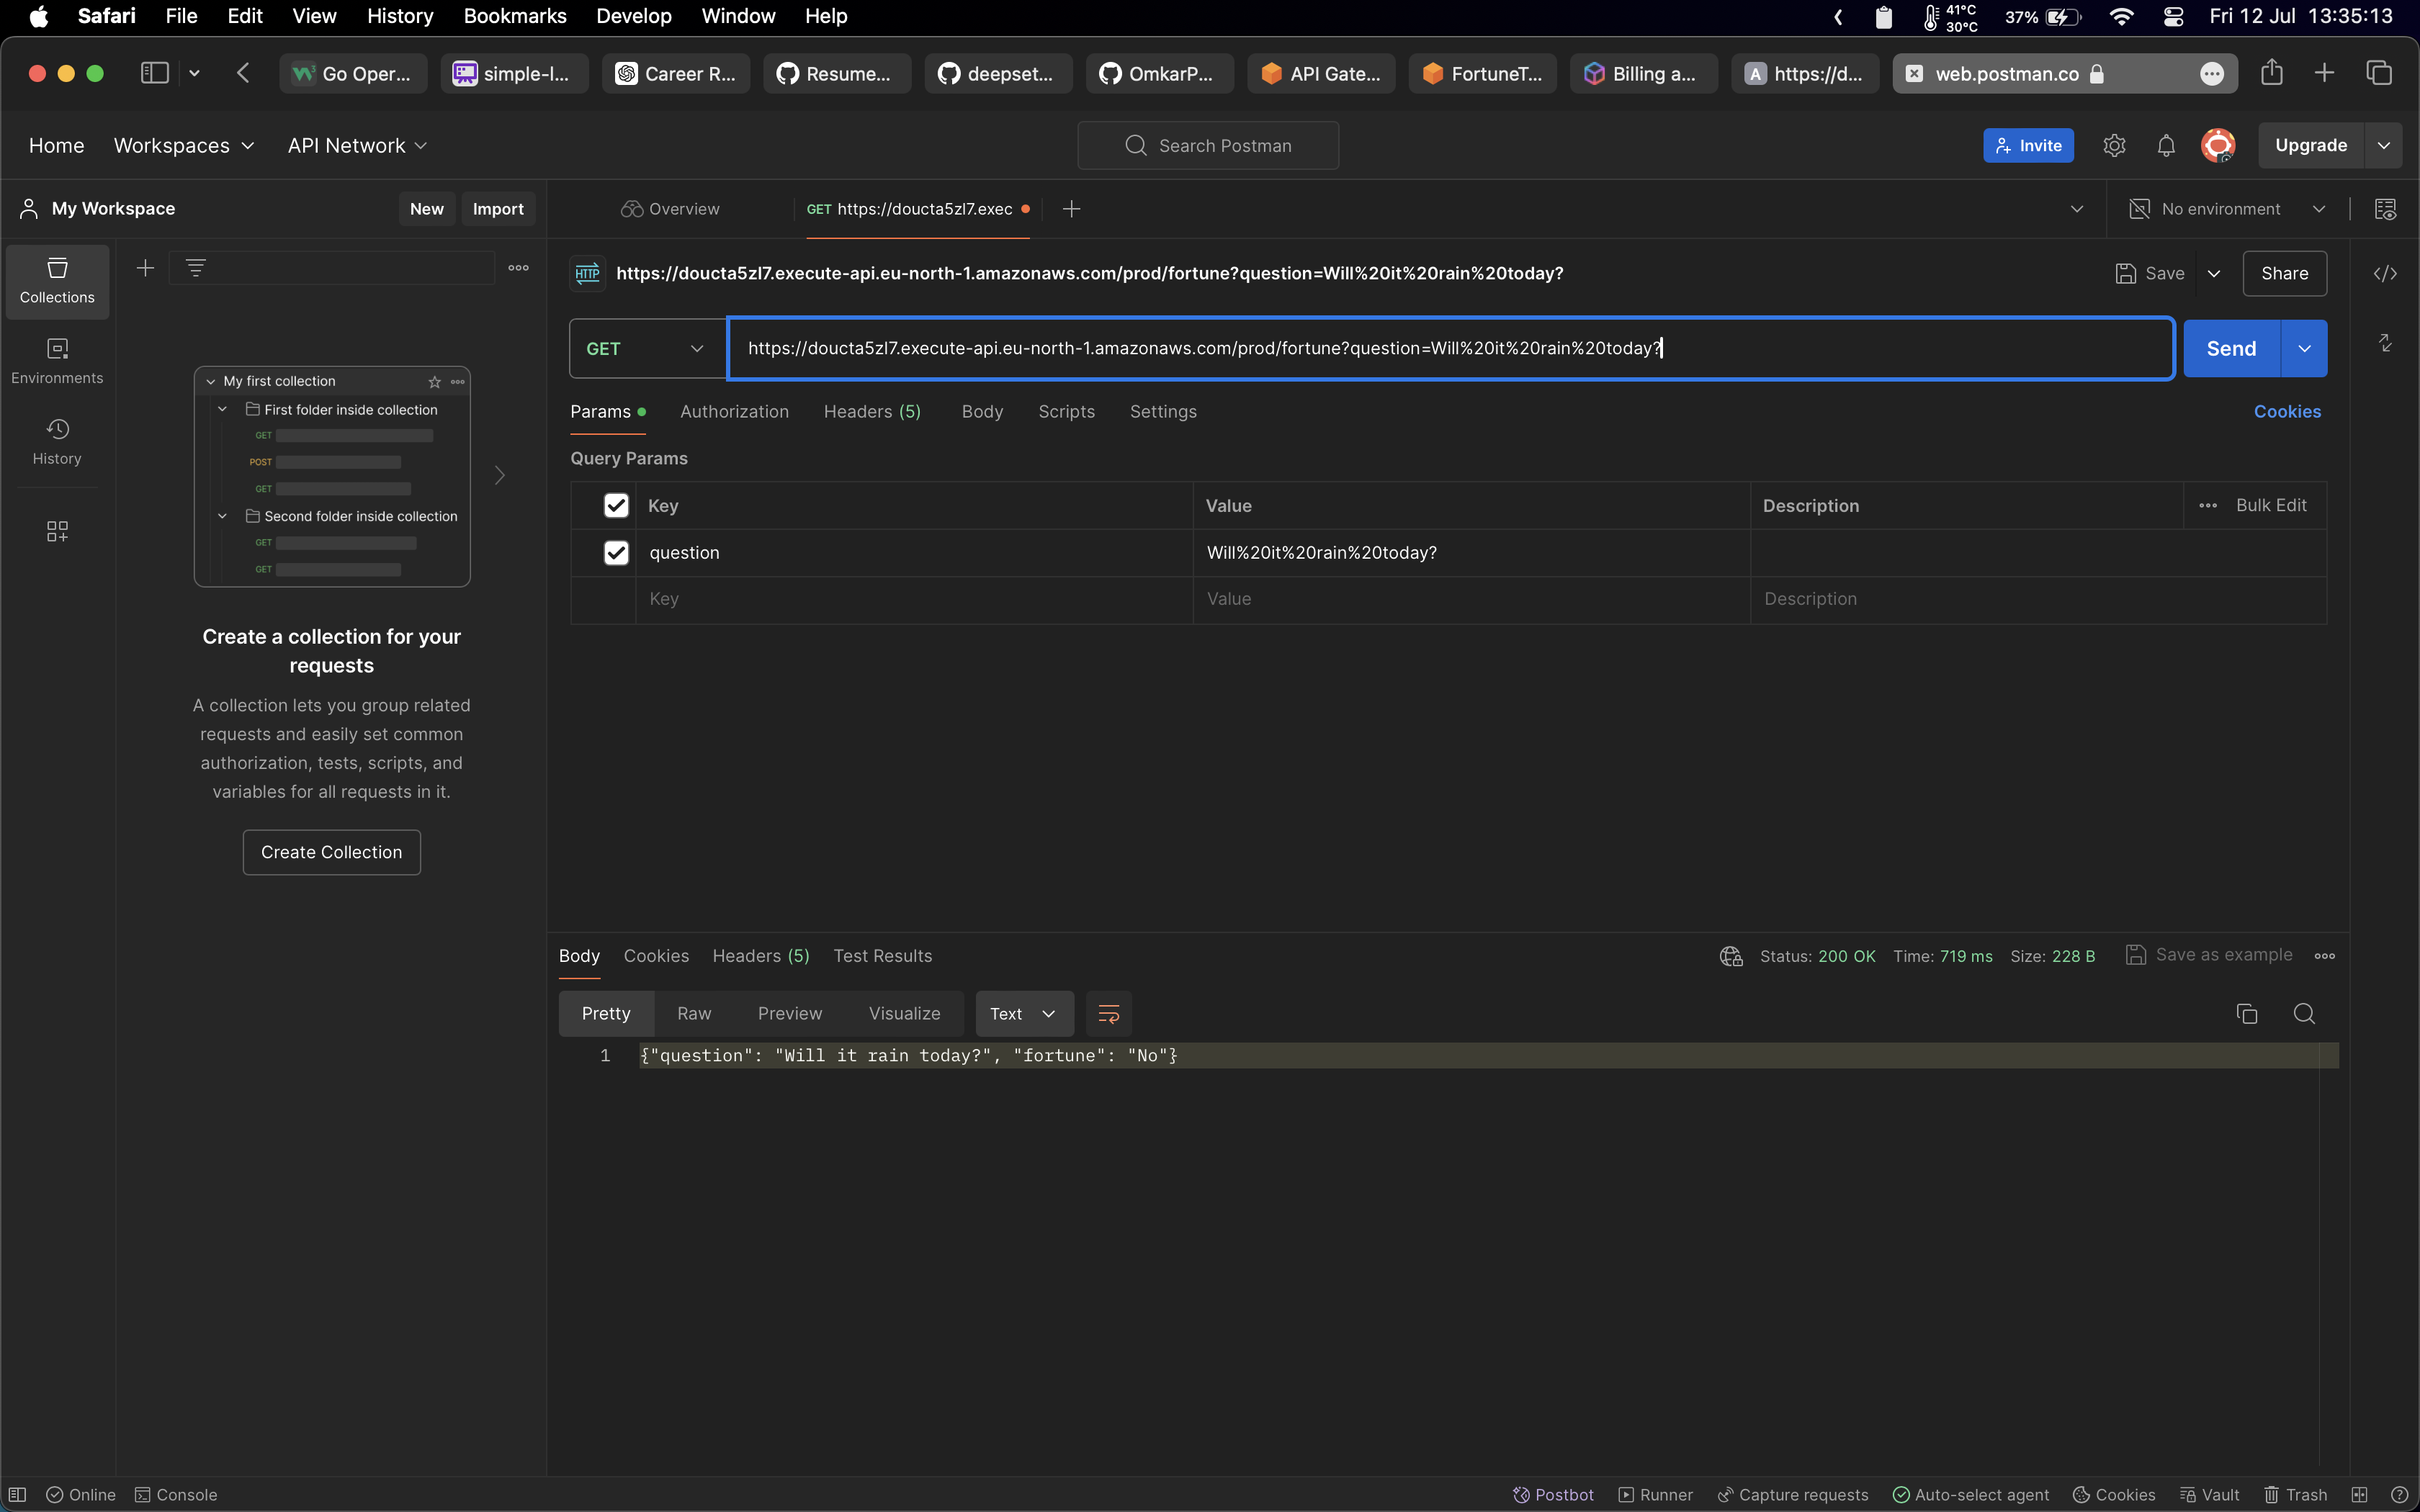 Safari File Edit View History Bookmarks Develop Window Help 41°C 30°C 37% Fri 12 Jul 13:35:13
Go Oper... simple-l... Career R... Resume... deepset... OmkarP... API Gate... FortuneT... Billing a... A https://d... web.postman.co
Home Workspaces API Network Search Postman Invite Upgrade
My Workspace New Import Overview GET https://doucta5zl7.exec No environment
Collections
HTTP https://doucta5zl7.execute-api.eu-north-1.amazonaws.com/prod/fortune?question=Will%20it%20rain%20today? Save Share
Environments
GET https://doucta5zl7.execute-api.eu-north-1.amazonaws.com/prod/fortune?question=Will%20it%20rain%20today? Send
History
Params Authorization Headers (5) Body Scripts Settings Cookies
Query Params
Key Value Description Bulk Edit
question Will%20it%20rain%20today?
Key Value Description
My first collection
First folder inside collection
GET
POST
GET
Second folder inside collection
GET
GET
Create a collection for your
requests
A collection lets you group related
requests and easily set common
authorization, tests, scripts, and
variables for all requests in it.
Create Collection
Body Cookies Headers (5) Test Results Status: 200 OK Time: 719 ms Size: 228 B Save as example
Pretty Raw Preview Visualize Text
1 {"question": "Will it rain today?", "fortune": "No"}
Online Console Postbot Runner Capture requests Auto-select agent Cookies Vault Trash